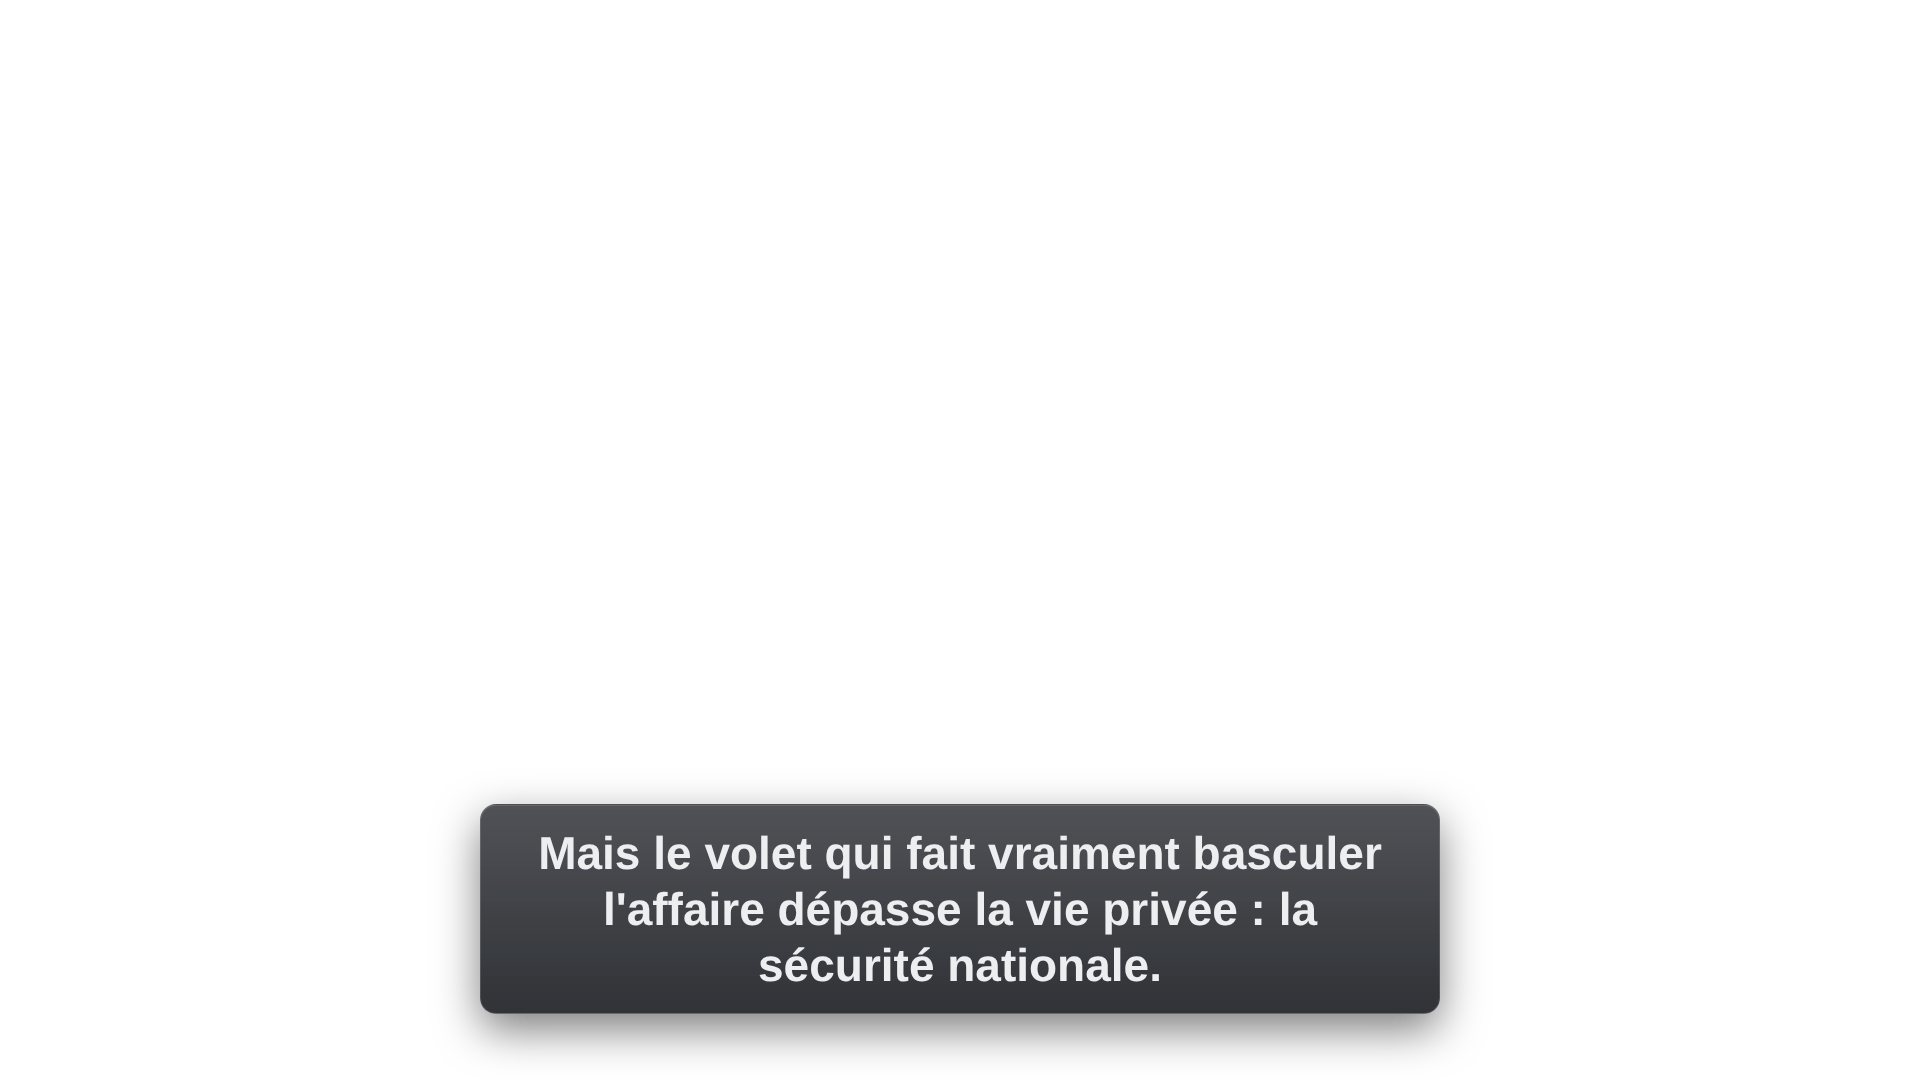 Mais le volet qui fait vraiment basculer
l'affaire dépasse la vie privée : la
sécurité nationale.